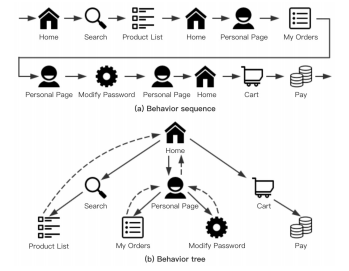 Home Search Product List Home Personal Page My Orders
Personal Page Modify Password Personal Page Home Cart Pay
(a) Behavior sequence
Home
Search Personal Page Cart
Product List My Orders Modify Password Pay
(b) Behavior tree